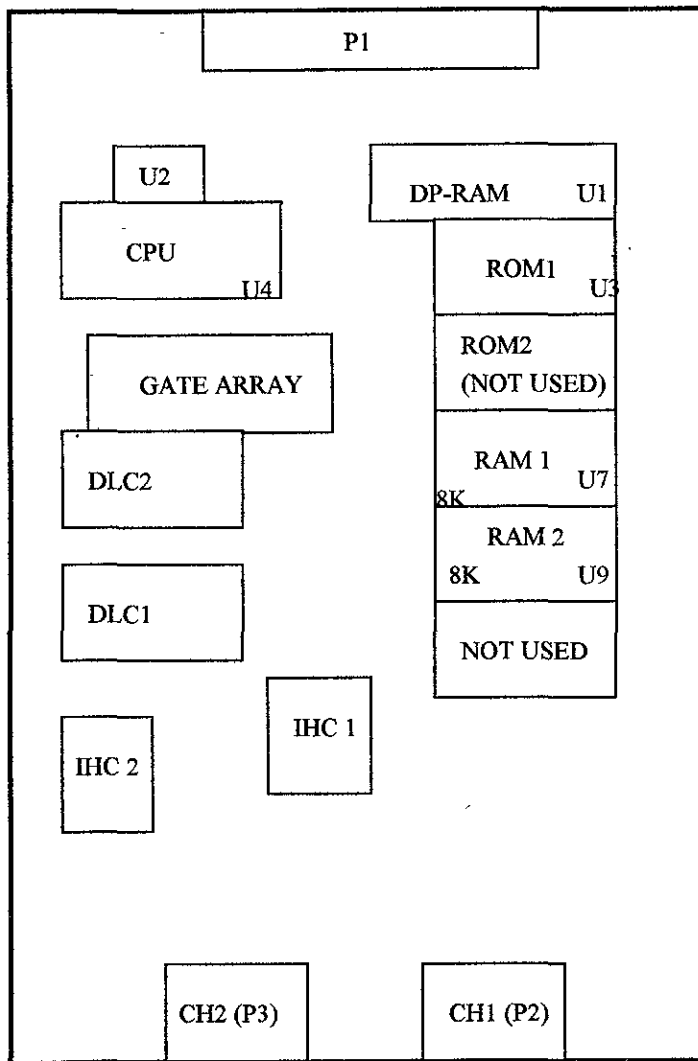 P1
U2
DP-RAM U1
CPU
U4
ROM1
U3
ROM2
(NOT USED)
GATE ARRAY
RAM 1
U7
8K
DLC2
RAM 2
8K U9
DLC1
NOT USED
IHC 1
IHC 2
CH2 (P3)
CH1 (P2)